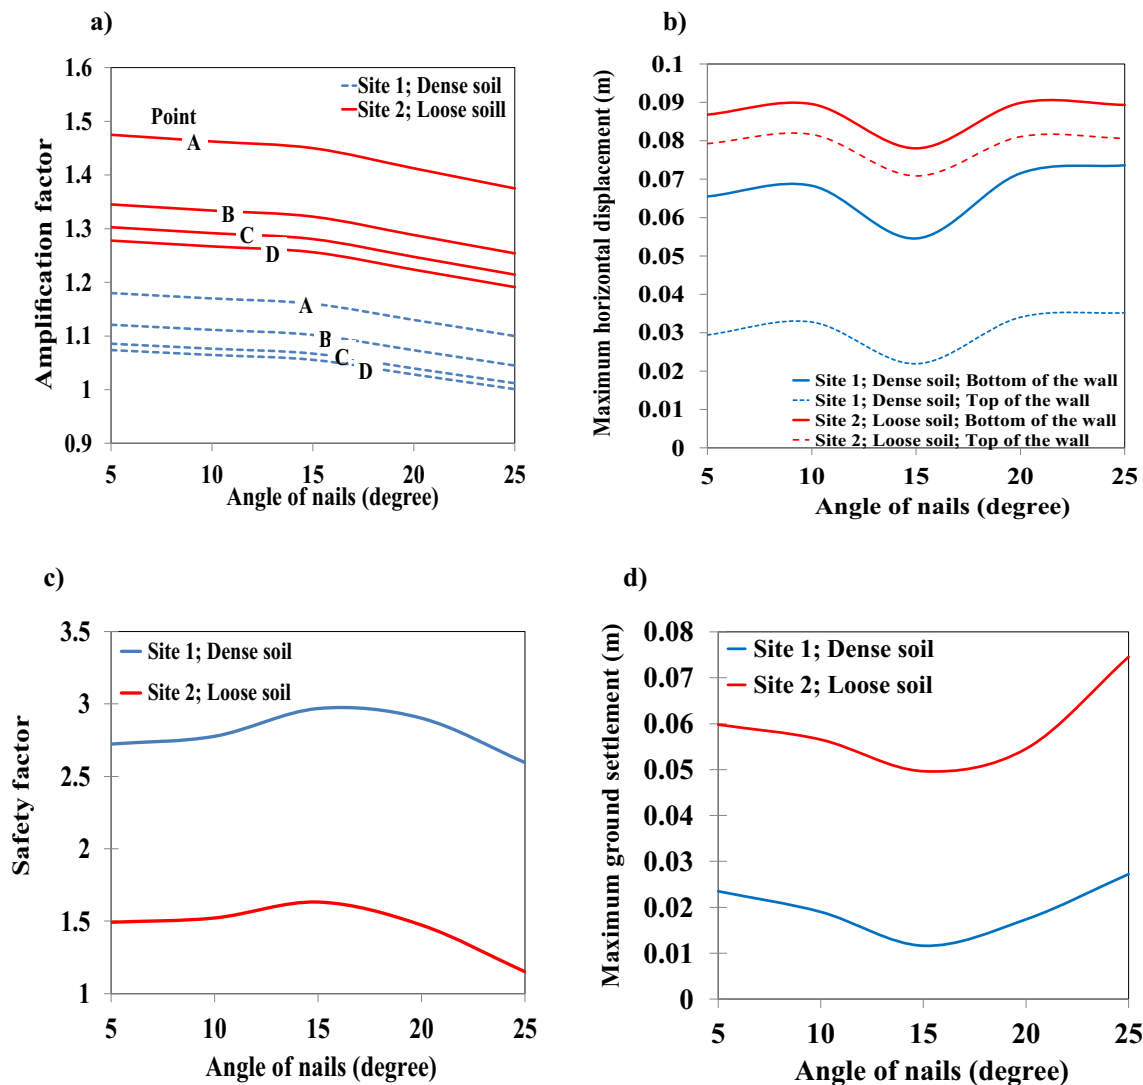 a)
1.6
1.5
1.4
1.3
1.2
1.1
1
0.9
Amplification factor
Site 1; Dense soil
Site 2; Loose soill
Point
A
B
C
D
A
B
C
D
5 10 15 20 25
Angle of nails (degree)
b)
0.1
0.09
0.08
0.07
0.06
0.05
0.04
0.03
0.02
0.01
0
Maximum horizontal displacement (m)
Site 1; Dense soil; Bottom of the wall
Site 1; Dense soil; Top of the wall
Site 2; Loose soil; Bottom of the wall
Site 2; Loose soil; Top of the wall
5 10 15 20 25
Angle of nails (degree)
c)
3.5
3
2.5
2
1.5
1
Safety factor
Site 1; Dense soil
Site 2; Loose soil
5 10 15 20 25
Angle of nails (degree)
d)
0.08
0.07
0.06
0.05
0.04
0.03
0.02
0.01
0
Maximum ground settlement (m)
Site 1; Dense soil
Site 2; Loose soil
5 10 15 20 25
Angle of nails (degree)